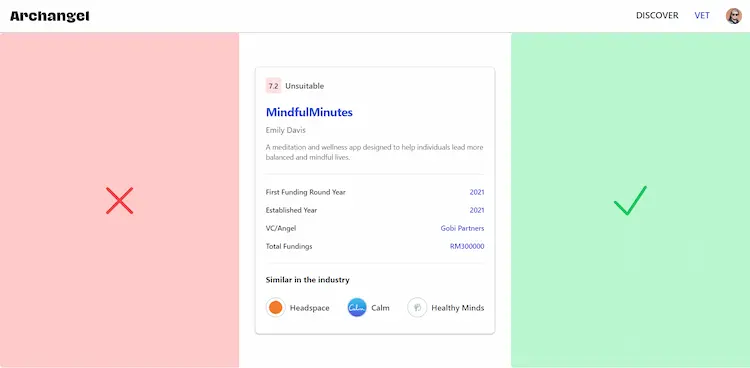 Archangel
DISCOVER
VET
7.2 Unsuitable
MindfulMinutes
Emily Davis
A meditation and wellness app designed to help individuals lead more
balanced and mindful lives.
First Funding Round Year 2021
Established Year 2021
VC/Angel Gobi Partners
Total Fundings RM300000
Similar in the industry
Headspace
Calm Calm
Healthy Minds